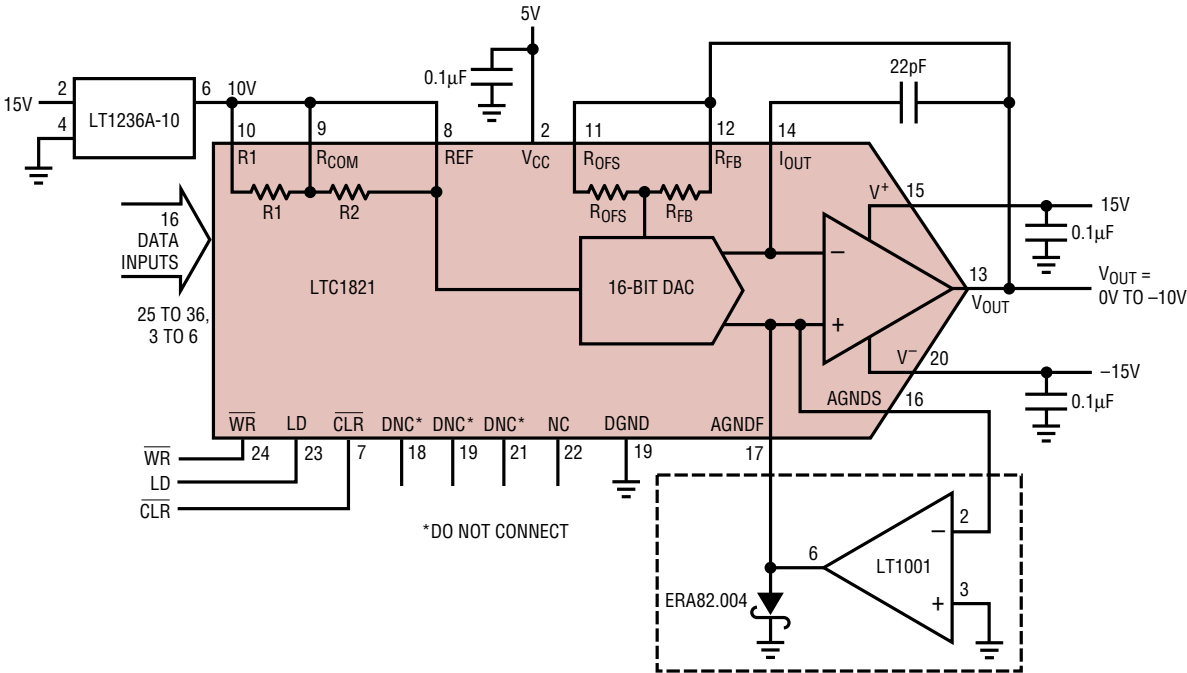 5V
0.1µF
22pF
15V
2
4
LT1236A-10
6
10V
10
9
8
2
11
12
14
R1
RCOM
REF
VCC
ROFS
RFB
IOUT
R1
R2
ROFS
RFB
V+
15
15V
0.1µF
16
DATA
INPUTS
25 TO 36,
3 TO 6
LTC1821
16-BIT DAC
–
+
13
VOUT
VOUT =
0V TO –10V
V–
20
–15V
0.1µF
AGNDS
16
WR
LD
CLR
DNC*
DNC*
DNC*
NC
DGND
AGNDF
24
23
7
18
19
21
22
19
17
WR
LD
CLR
*DO NOT CONNECT
ERA82.004
6
LT1001
–
2
+
3